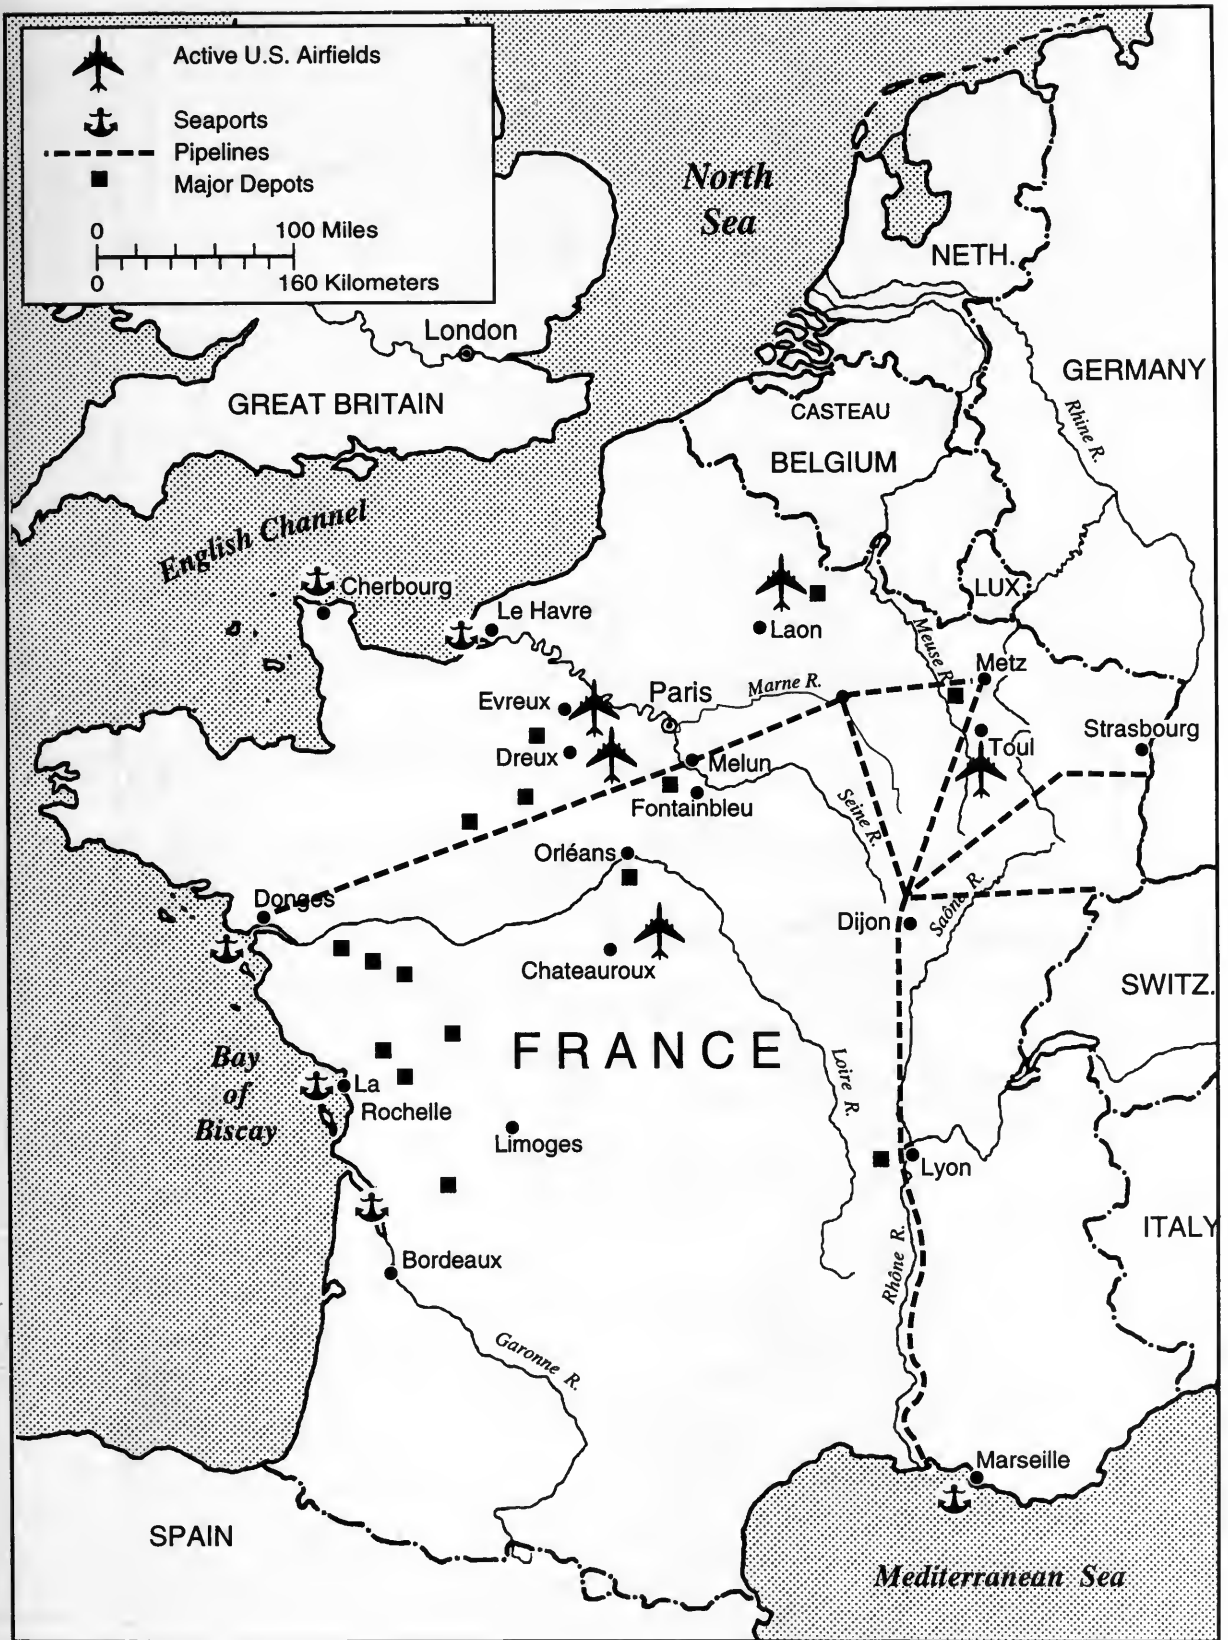 Active U.S. Airfields
Seaports
Pipelines
Major Depots
0 100 Miles
0 160 Kilometers
North
Sea
NETH.
London
GREAT BRITAIN
GERMANY
CASTEAU
Rhine R.
BELGIUM
English Channel
Cherbourg
LUX.
Le Havre
Laon
Meuse R.
Metz
Marne R.
Evreux
Paris
Strasbourg
Toul
Dreux
Melun
Fontainbleu
Seine R.
Orléans
Donges
Saône R.
Dijon
Chateauroux
SWITZ.
FRANCE
Bay
of
Biscay
Loire R.
La
Rochelle
Limoges
Lyon
ITALY
Rhône R.
Bordeaux
Garonne R.
Marseille
SPAIN
Mediterranean Sea